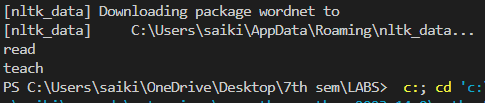 [nltk_data] Downloading package wordnet to
[nltk_data]     C:\Users\saiki\AppData\Roaming\nltk_data...
read
teach
PS C:\Users\saiki\OneDrive\Desktop\7th sem\LABS>  c:; cd 'c: